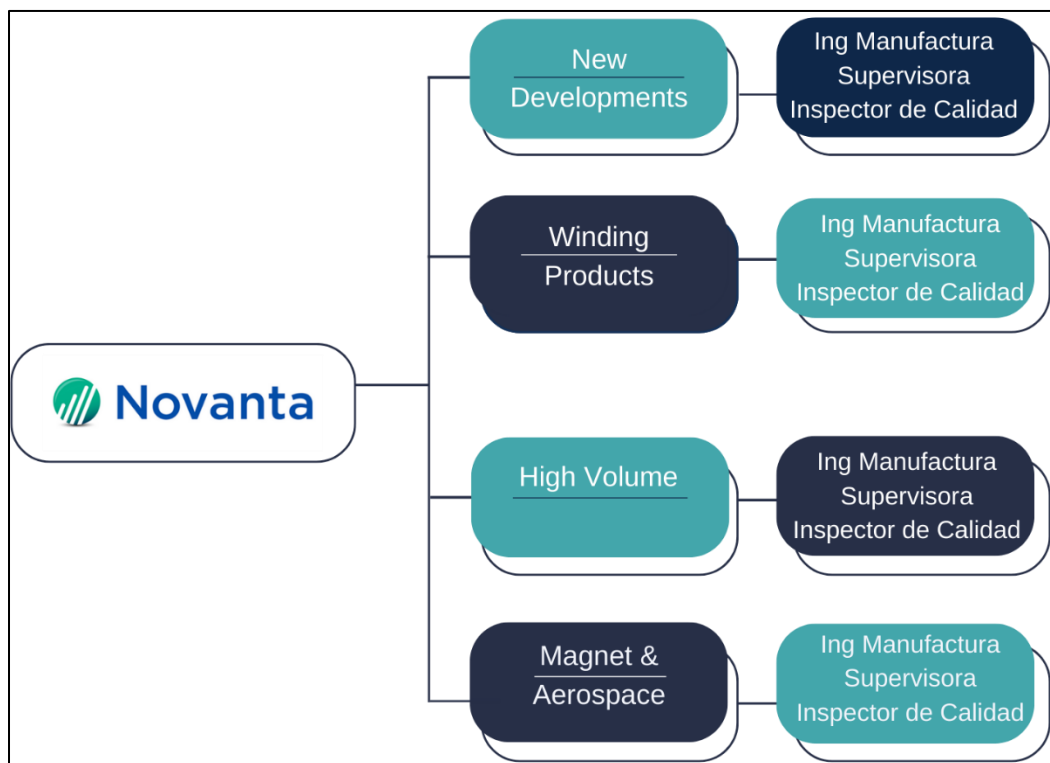 New
Developments
Ing Manufactura
Supervisora
Inspector de Calidad
Winding
Products
Ing Manufactura
Supervisora
Inspector de Calidad
Novanta
High Volume
Ing Manufactura
Supervisora
Inspector de Calidad
Magnet &
Aerospace
Ing Manufactura
Supervisora
Inspector de Calidad